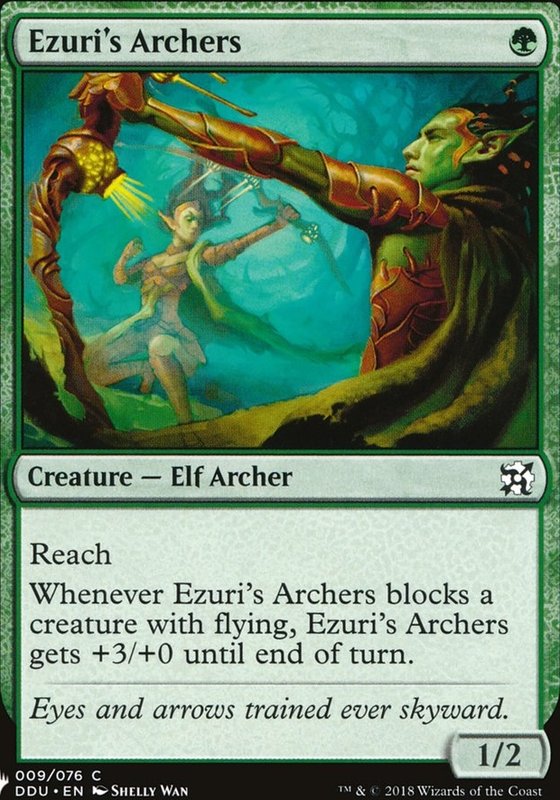 Ezuri's Archers
Creature — Elf Archer
Reach
Whenever Ezuri's Archers blocks a
creature with flying, Ezuri's Archers
gets +3/+0 until end of turn.
Eyes and arrows trained ever skyward.
1/2
009/076 C
DDU • EN Shelly Wan
™ & © 2018 Wizards of the Coast